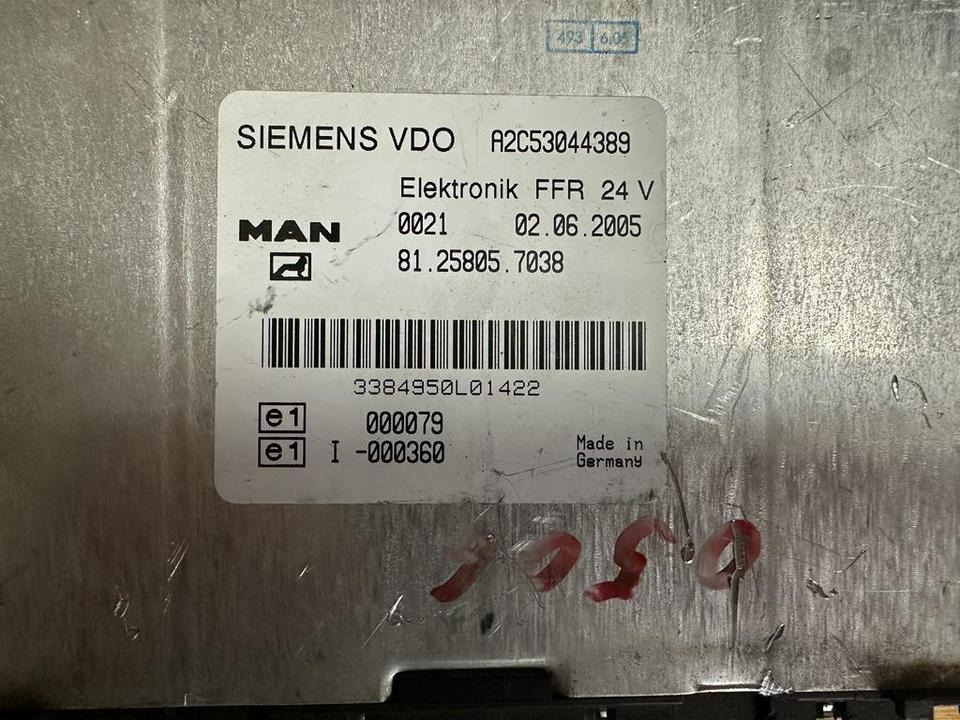 493 6.05
SIEMENS VDO A2C53044389
Elektronik FFR 24 V
MAN 0021 02.06.2005
81.25805.7038
3384950L01422
e1 000079
e1 I -000360
Made in
Germany